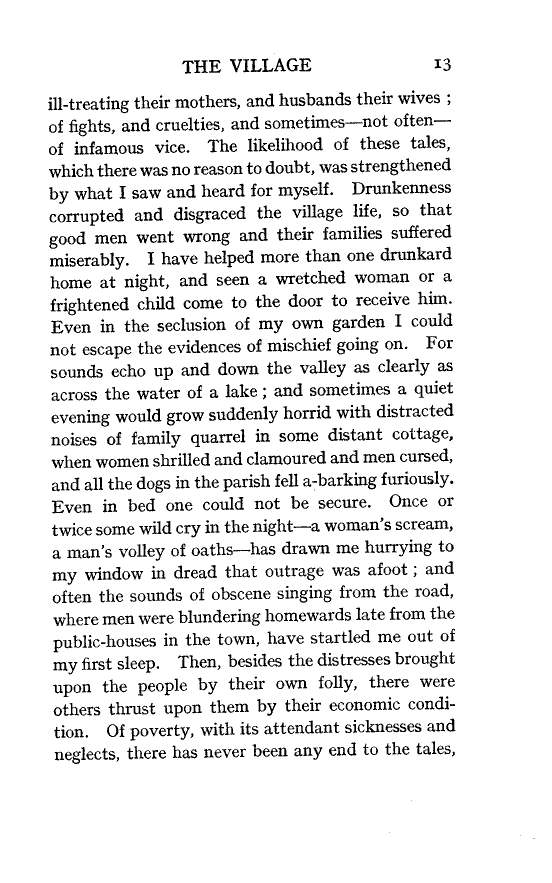 THE VILLAGE 13
ill-treating their mothers, and husbands their wives ;
of fights, and cruelties, and sometimes—not often—
of infamous vice. The likelihood of these tales,
which there was no reason to doubt, was strengthened
by what I saw and heard for myself. Drunkenness
corrupted and disgraced the village life, so that
good men went wrong and their families suffered
miserably. I have helped more than one drunkard
home at night, and seen a wretched woman or a
frightened child come to the door to receive him.
Even in the seclusion of my own garden I could
not escape the evidences of mischief going on. For
sounds echo up and down the valley as clearly as
across the water of a lake ; and sometimes a quiet
evening would grow suddenly horrid with distracted
noises of family quarrel in some distant cottage,
when women shrilled and clamoured and men cursed,
and all the dogs in the parish fell a-barking furiously.
Even in bed one could not be secure. Once or
twice some wild cry in the night—a woman's scream,
a man's volley of oaths—has drawn me hurrying to
my window in dread that outrage was afoot ; and
often the sounds of obscene singing from the road,
where men were blundering homewards late from the
public-houses in the town, have startled me out of
my first sleep. Then, besides the distresses brought
upon the people by their own folly, there were
others thrust upon them by their economic condi-
tion. Of poverty, with its attendant sicknesses and
neglects, there has never been any end to the tales,